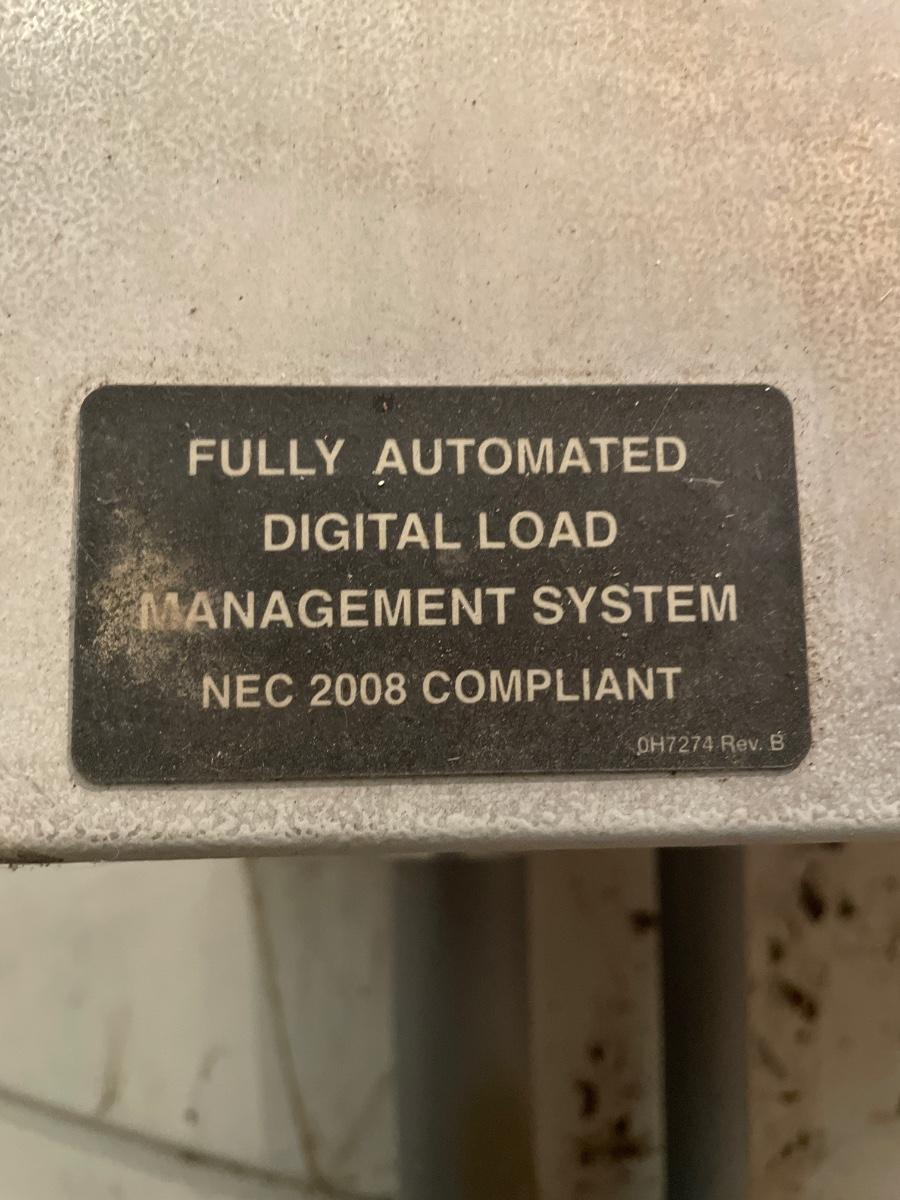 FULLY AUTOMATED
DIGITAL LOAD
MANAGEMENT SYSTEM
NEC 2008 COMPLIANT
0H7274 Rev. B